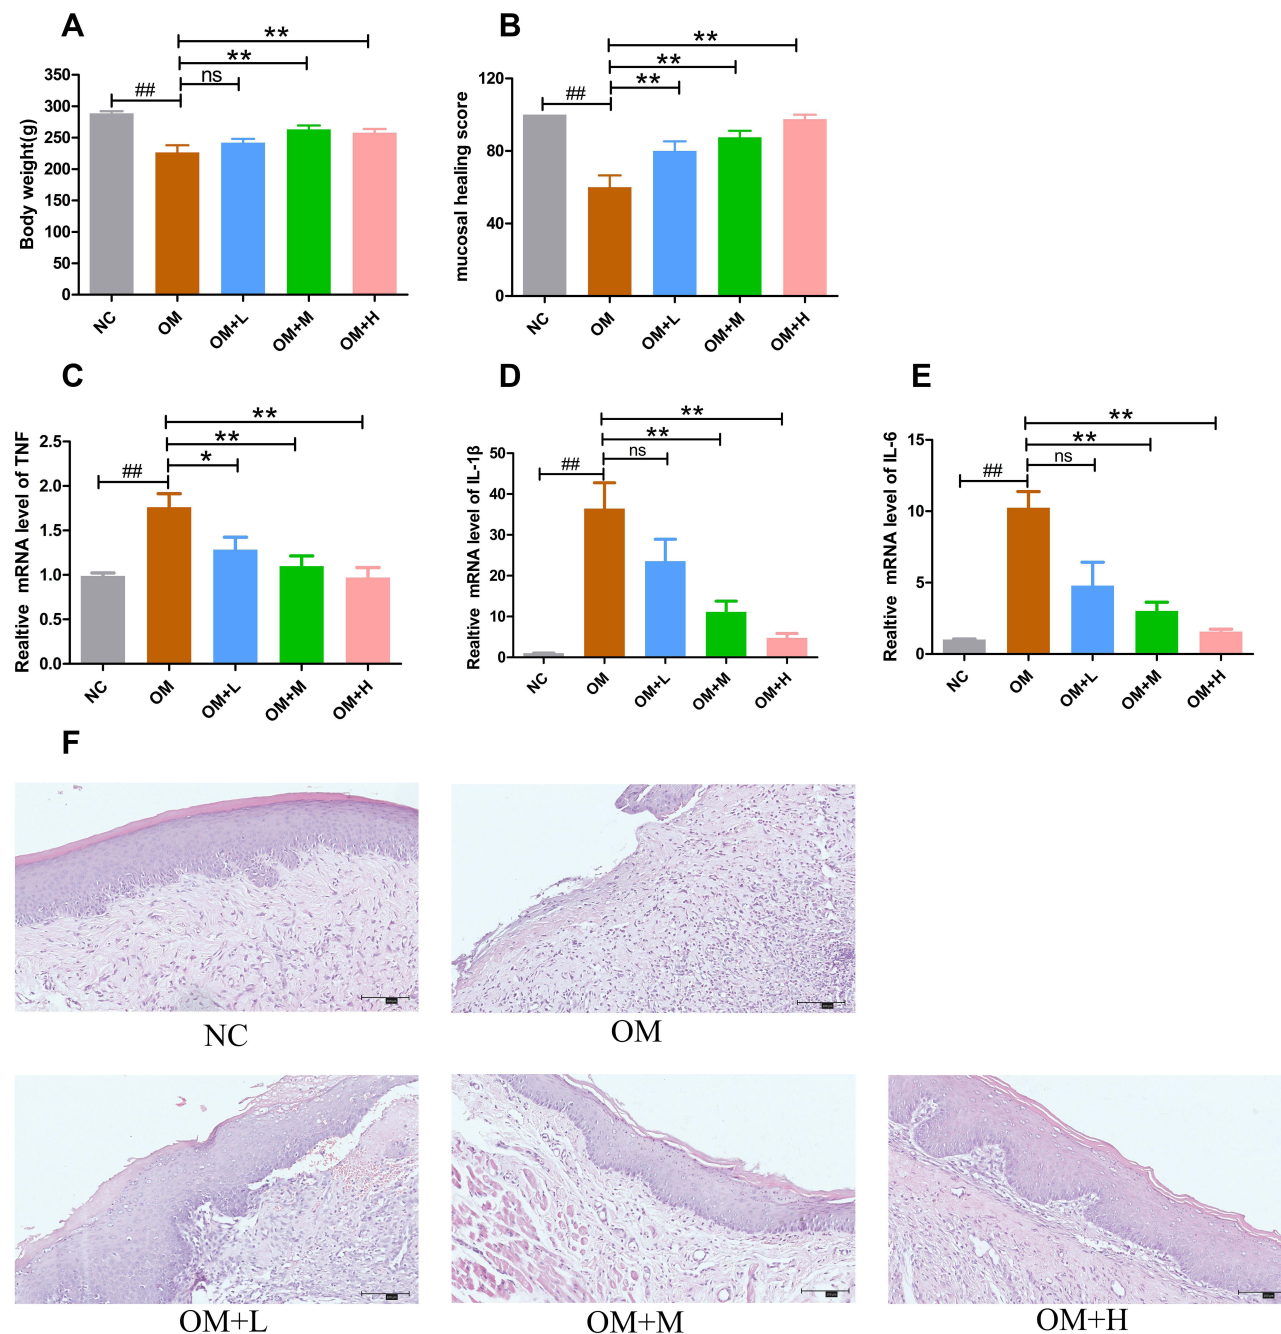 A
**
**
ns
##
Body weight(g)
350
300
250
200
150
100
50
0
NC
OM
OM+L
OM+M
OM+H
B
**
**
**
##
mucosal healing score
120
80
40
0
NC
OM
OM+L
OM+M
OM+H
C
**
**
*
##
Realtive mRNA level of TNF
2.5
2.0
1.5
1.0
0.5
0.0
NC
OM
OM+L
OM+M
OM+H
D
**
**
ns
##
Realtive mRNA level of IL-1β
50
40
30
20
10
0
NC
OM
OM+L
OM+M
OM+H
E
**
**
ns
##
Realtive mRNA level of IL-6
15
10
5
0
NC
OM
OM+L
OM+M
OM+H
F
NC
OM
OM+L
OM+M
OM+H